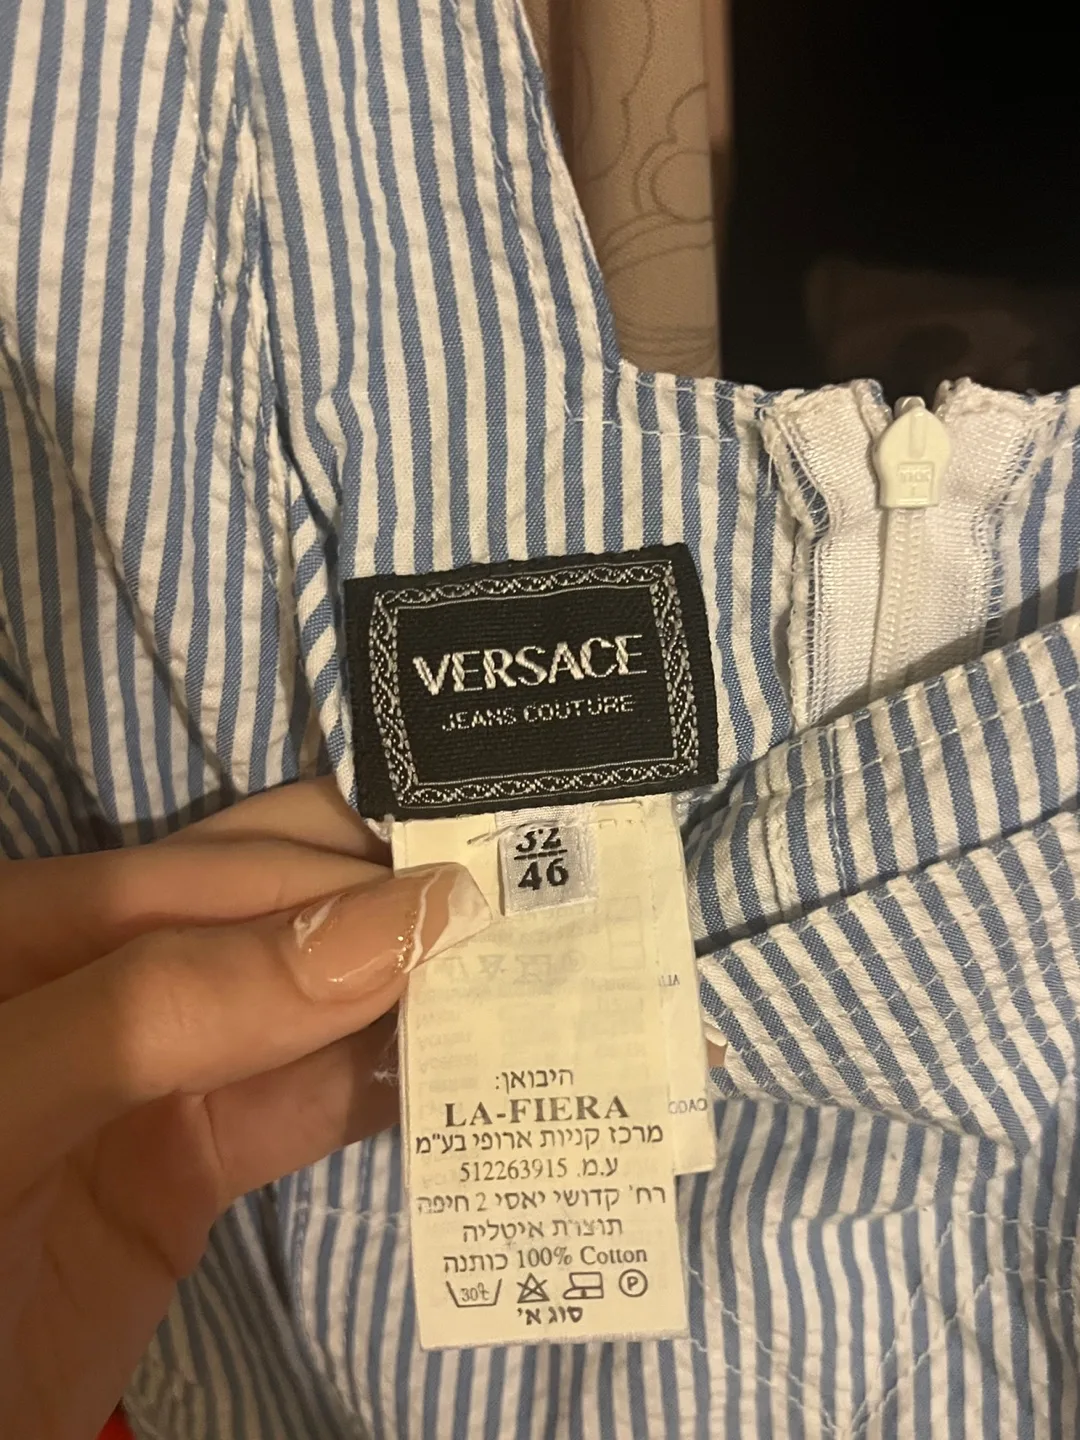 VERSACE
JEANS COUTURE
32
46
היבואן:
LA-FIERA
מרכז קניות ארופי בע"מ
ע.מ. 512263915
רח' קדושי יאסי 2 חיפה
תוצרת איטליה
100% Cotton כותנה
30°c P
סוג אי